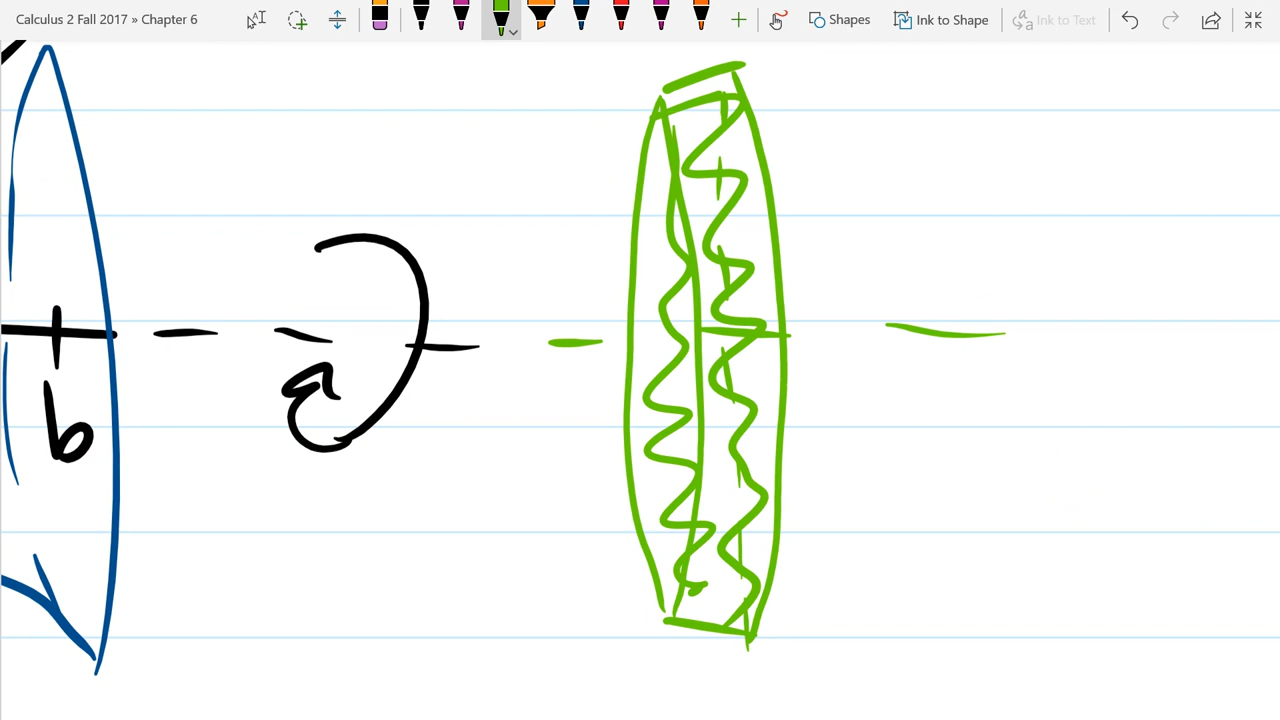 Calculus 2 Fall 2017 » Chapter 6
Shapes
Ink to Shape
Ink to Text
b